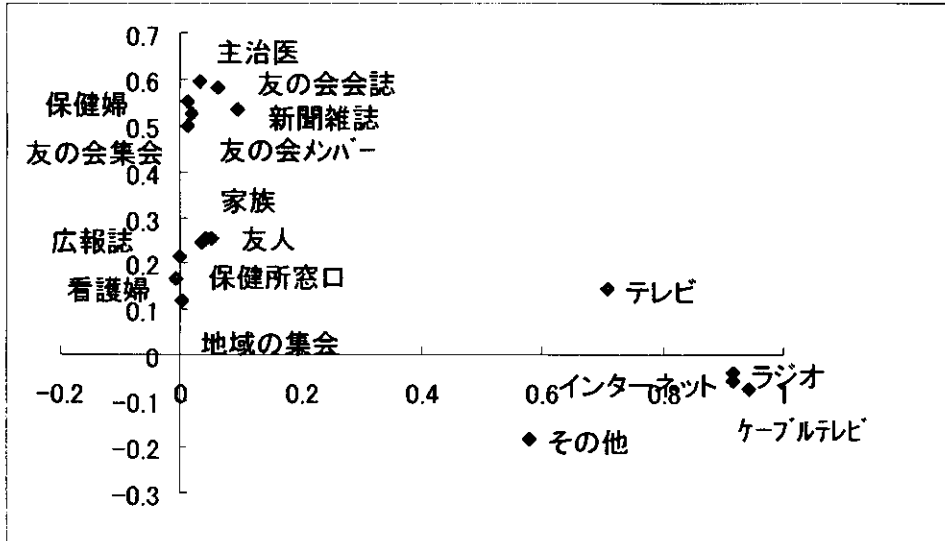 0.7
主治医
0.6
友の会会誌
保健婦
新聞雑誌
0.5
友の会集会
友の会メンバー
0.4
家族
0.3
広報誌
友人
0.2
看護婦
保健所窓口
テレビ
0.1
地域の集会
0
-0.2
0
0.2
0.4
0.6
0.8
1
インターネット
ラジオ
-0.1
ケーブルテレビ
-0.2
その他
-0.3